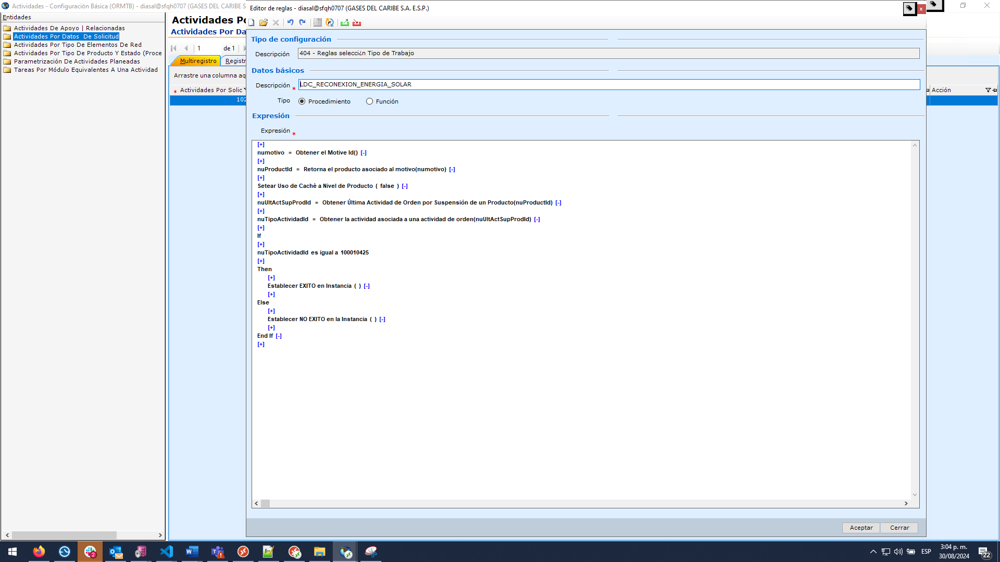 Actividades - Configuración Básica (ORMTB) - diasal@sfqh0707 (GASES DEL CARIBE S
Entidades
Actividades De Apoyo | Relacionadas
Actividades Por Datos De Solicitud
Actividades Por Tipo De Elementos De Red
Actividades Por Tipo De Producto Y Estado (Proce
Parametrización De Actividades Planeadas
Tareas Por Módulo Equivalentes A Una Actividad
Actividades Po
Actividades Por Da
1 de 1
Multiregistro Registr
Arrastre una columna aq
* Actividades Por Solic
102
Acción
Editor de reglas - diasal@sfqh0707 (GASES DEL CARIBE S.A. E.S.P.)
x
Tipo de configuración
Descripción 404 - Reglas selecci¿n Tipo de Trabajo
Datos básicos
Descripción * LDC_RECONEXION_ENERGIA_SOLAR
Tipo Procedimiento Función
Expresión
Expresión *
[+]
numotivo = Obtener el Motive Id() [-]
[+]
nuProductId = Retorna el producto asociado al motivo(numotivo) [-]
[+]
Setear Uso de Caché a Nivel de Producto ( false ) [-]
[+]
nuUltActSupProdId = Obtener Última Actividad de Orden por Suspensión de un Producto(nuProductId) [-]
[+]
nuTipoActividadId = Obtener la actividad asociada a una actividad de orden(nuUltActSupProdId) [-]
[+]
If
[+]
nuTipoActividadId es igual a 100010425
[+]
Then
[+]
Establecer EXITO en Instancia ( ) [-]
[+]
Else
[+]
Establecer NO EXITO en la Instancia ( ) [-]
[+]
End If [-]
[+]
Aceptar Cerrar
2
ESP
3:04 p. m.
30/08/2024
22